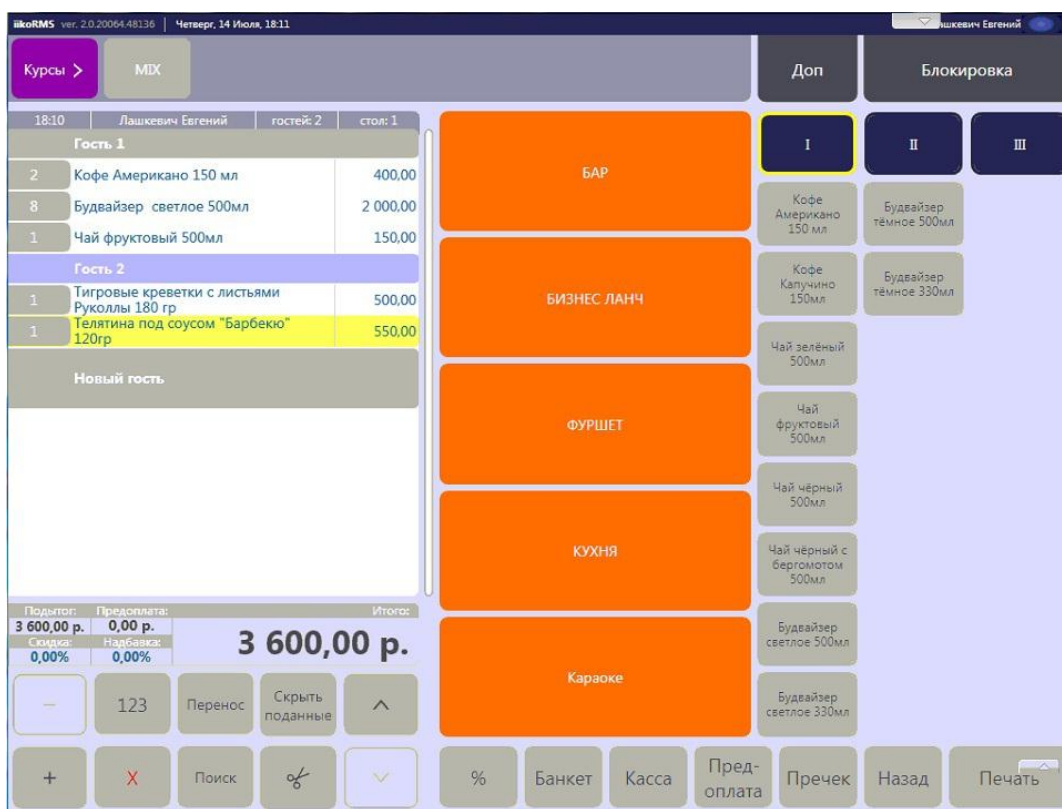 iikoRMS ver. 2.0.20064.48136 | Четверг, 14 Июля, 18:11
шкевич Евгений
Курсы >
MIX
Доп
Блокировка
18:10 Лашкевич Евгений гостей: 2 стол: 1
Гость 1
2 Кофе Американо 150 мл 400,00
8 Будвайзер светлое 500мл 2 000,00
1 Чай фруктовый 500мл 150,00
Гость 2
1 Тигровые креветки с листьями
Руколлы 180 гр 500,00
1 Телятина под соусом "Барбекю"
120гр 550,00
Новый гость
Подытог: Предоплата: Итого:
3 600,00 р. 0,00 р.
Скидка: Надбавка:
0,00% 0,00%
3 600,00 р.
−
123
Перенос
Скрыть
поданные
+
X
Поиск
БАР
БИЗНЕС ЛАНЧ
ФУРШЕТ
КУХНЯ
Караоке
I
II
III
Кофе
Американо
150 мл
Будвайзер
тёмное 500мл
Кофе
Капучино
150мл
Будвайзер
тёмное 330мл
Чай зелёный
500мл
Чай
фруктовый
500мл
Чай чёрный
500мл
Чай чёрный с
бергомотом
500мл
Будвайзер
светлое 500мл
Будвайзер
светлое 330мл
%
Банкет
Касса
Пред-
оплата
Пречек
Назад
Печать